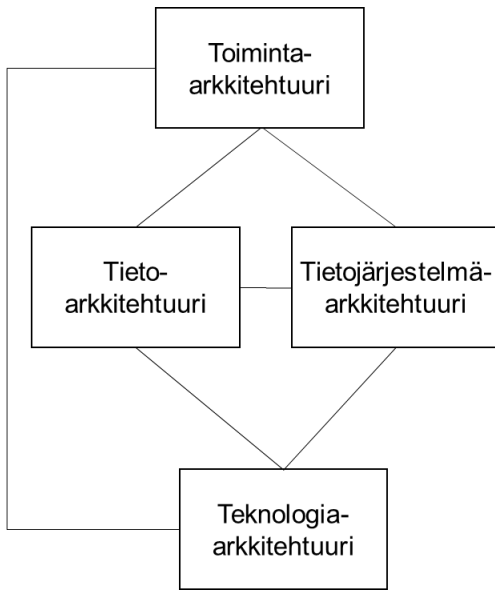 Toiminta-
arkkitehtuuri
Tieto-
arkkitehtuuri
Tietojärjestelmä-
arkkitehtuuri
Teknologia-
arkkitehtuuri